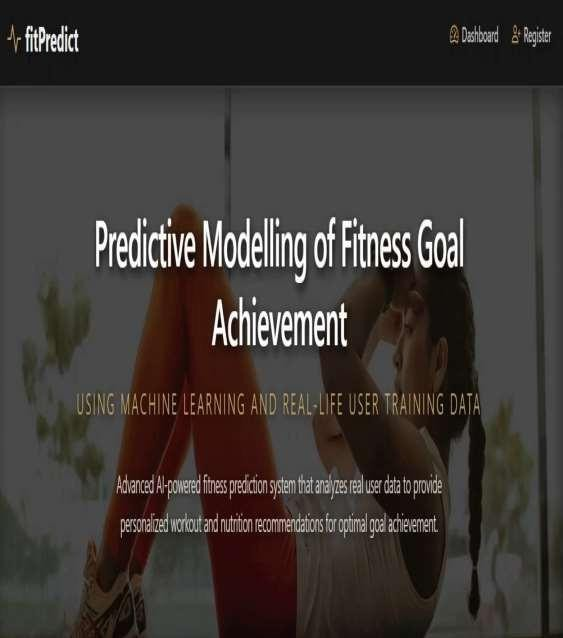 fitPredict
Dashboard
Register
Predictive Modelling of Fitness Goal
Achievement
USING MACHINE LEARNING AND REAL-LIFE USER TRAINING DATA
Advanced AI-powered fitness prediction system that analyzes real user data to provide
personalized workout and nutrition recommendations for optimal goal achievement.